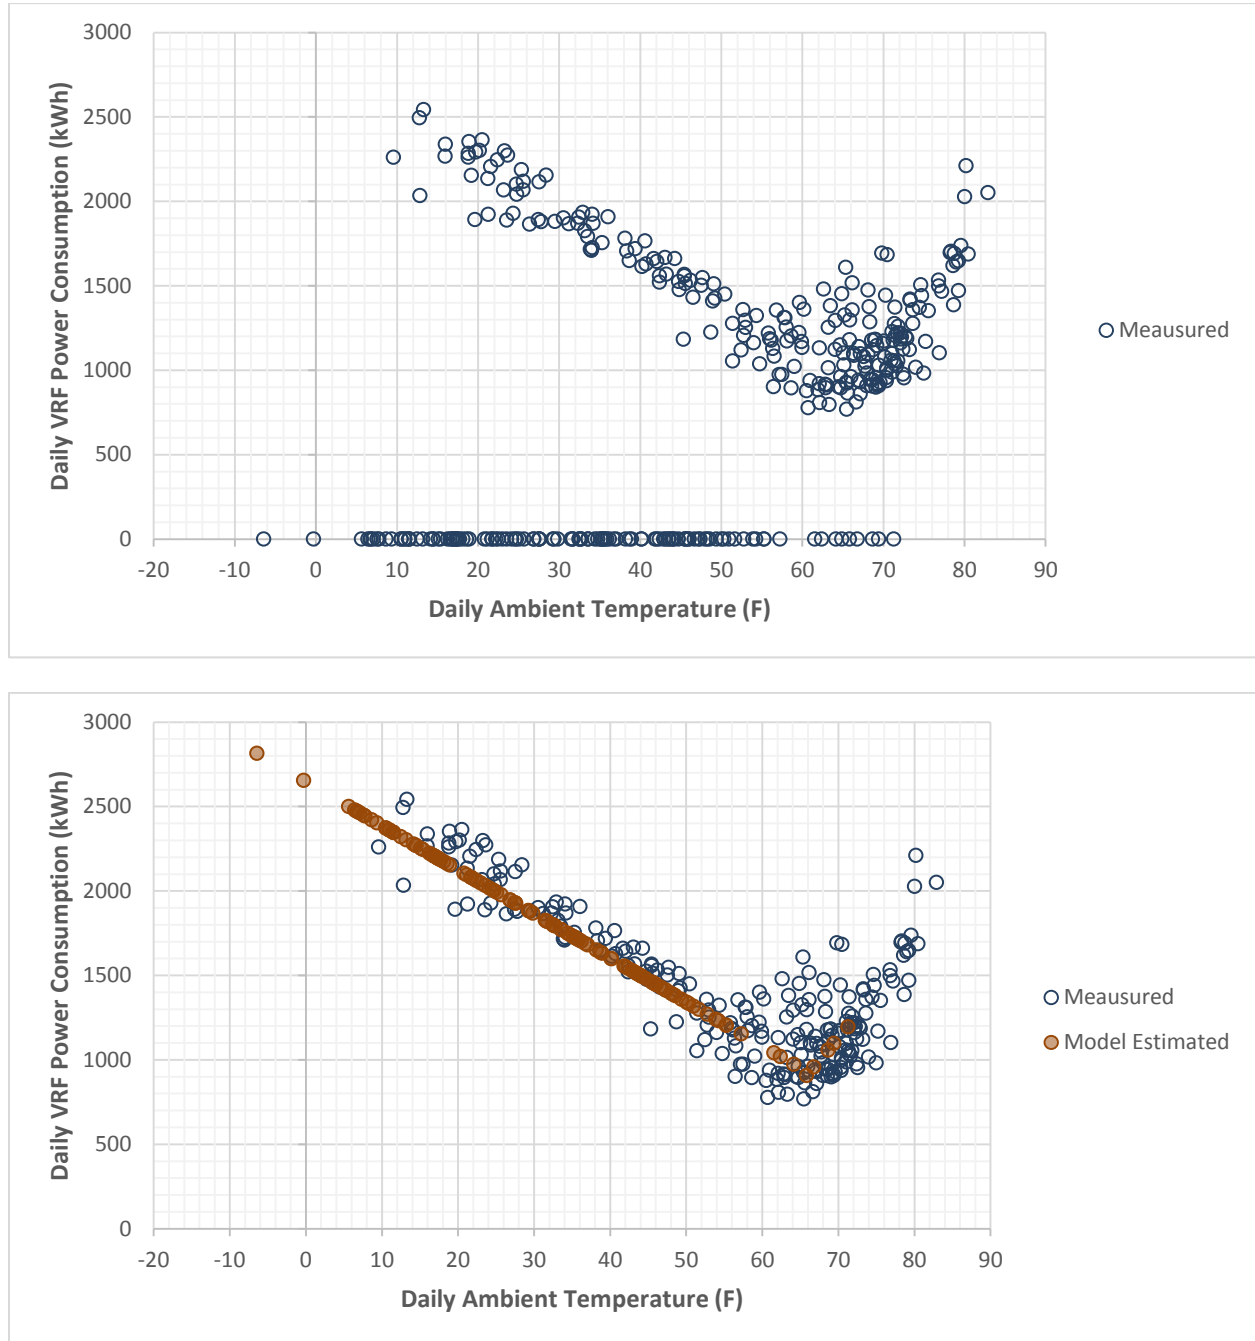 3000
2500
2000
1500
1000
500
0
-20 -10 0 10 20 30 40 50 60 70 80 90
Daily VRF Power Consumption (kWh)
Daily Ambient Temperature (F)
Meausured
3000
2500
2000
1500
1000
500
0
-20 -10 0 10 20 30 40 50 60 70 80 90
Daily VRF Power Consumption (kWh)
Daily Ambient Temperature (F)
Meausured
Model Estimated